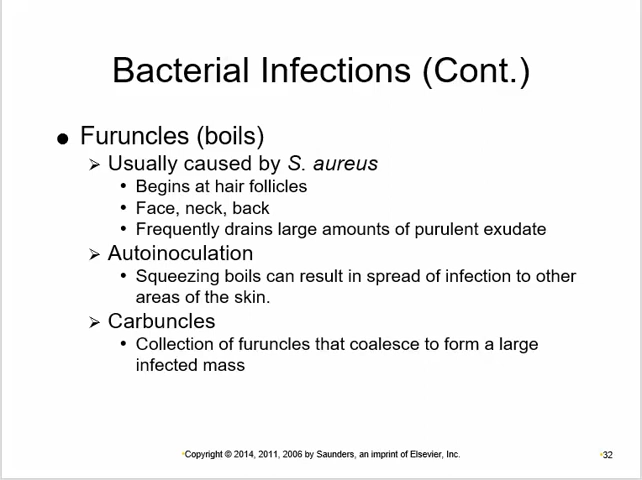 Bacterial Infections (Cont.)
● Furuncles (boils)
➢ Usually caused by S. aureus
• Begins at hair follicles
• Face, neck, back
• Frequently drains large amounts of purulent exudate
➢ Autoinoculation
• Squeezing boils can result in spread of infection to other
areas of the skin.
➢ Carbuncles
• Collection of furuncles that coalesce to form a large
infected mass
•Copyright © 2014, 2011, 2006 by Saunders, an imprint of Elsevier, Inc.
•32